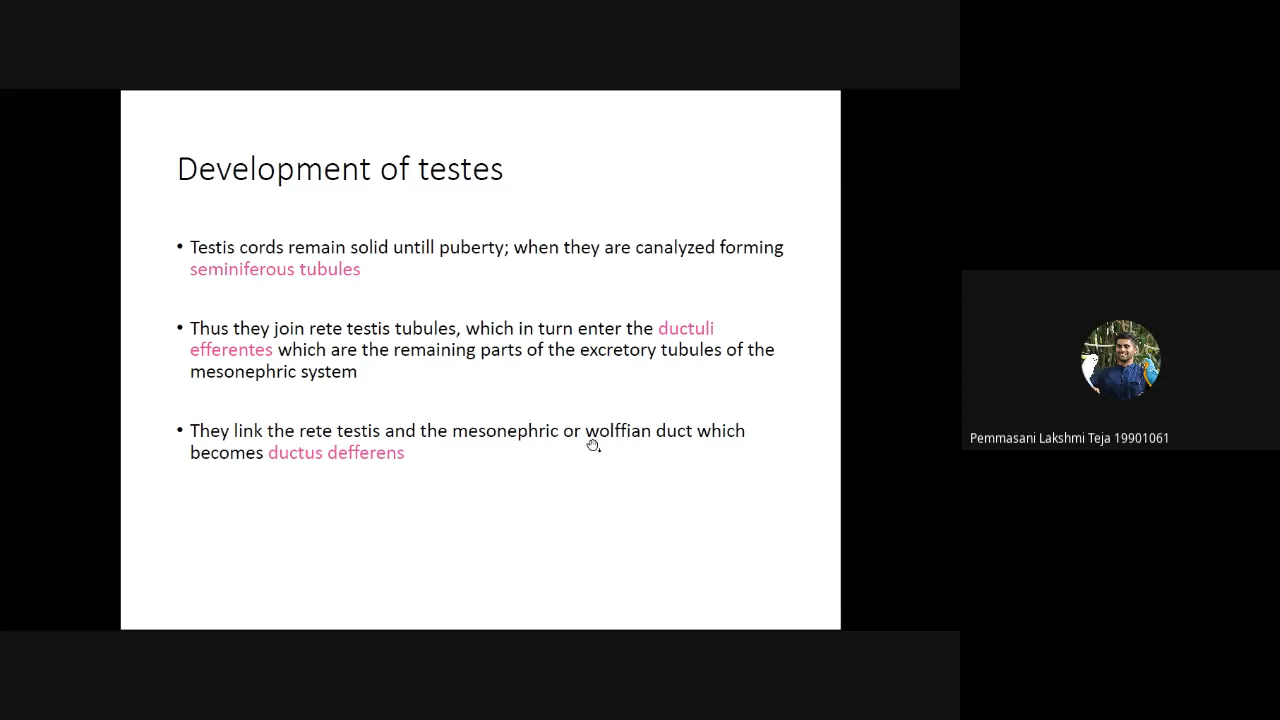 Development of testes
• Testis cords remain solid untill puberty; when they are canalyzed forming
seminiferous tubules
• Thus they join rete testis tubules, which in turn enter the ductuli
efferentes which are the remaining parts of the excretory tubules of the
mesonephric system
• They link the rete testis and the mesonephric or wolffian duct which
becomes ductus defferens
Pemmasani Lakshmi Teja 19901061